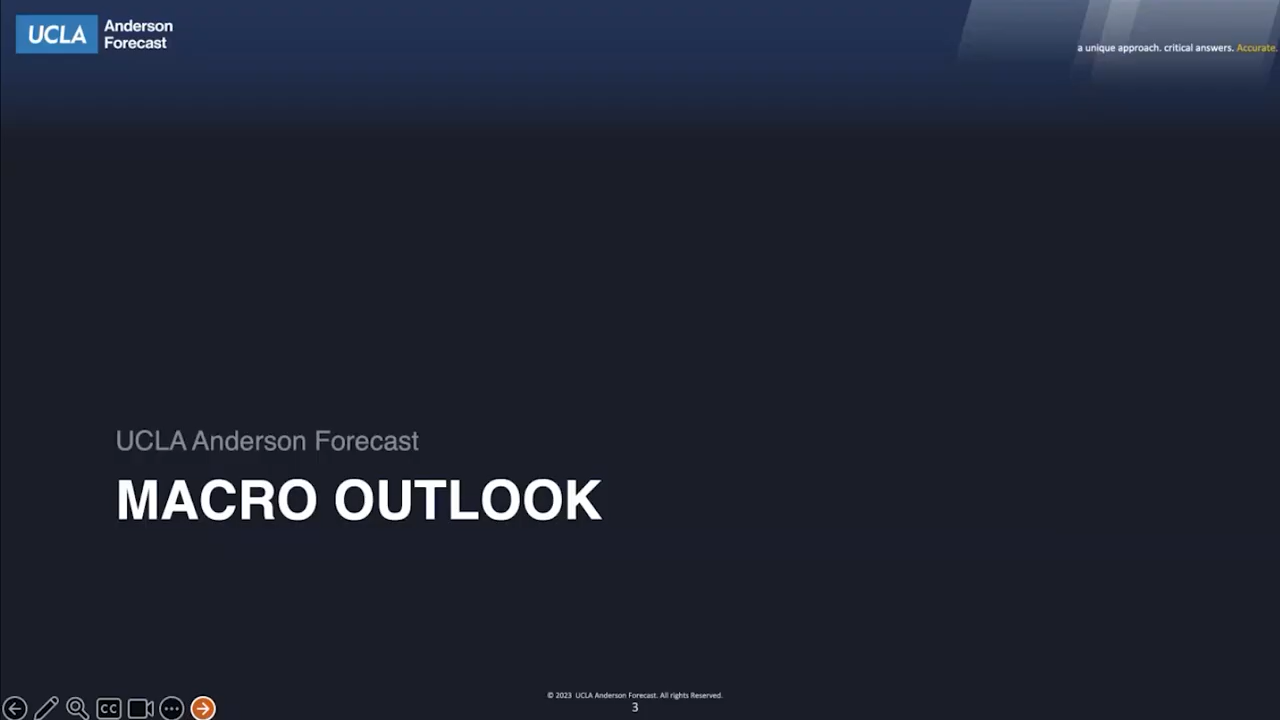 UCLA Anderson
Forecast
a unique approach. critical answers. Accurate.
UCLA Anderson Forecast
MACRO OUTLOOK
© 2023 UCLA Anderson Forecast. All rights Reserved.
3
CC